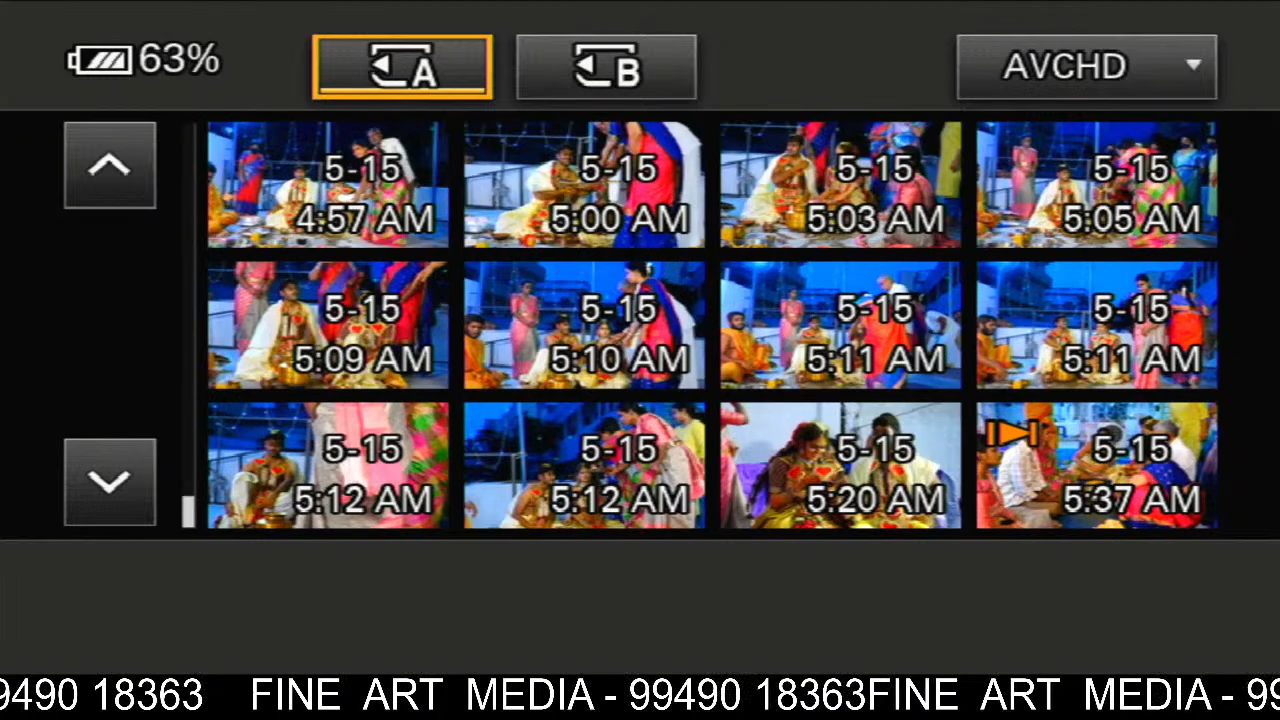 63% A B AVCHD
5-15 5-15 5-15 5-15
4:57 AM 5:00 AM 5:03 AM 5:05 AM
5-15 5-15 5-15 5-15
5:09 AM 5:10 AM 5:11 AM 5:11 AM
5-15 5-15 5-15 5-15
5:12 AM 5:12 AM 5:20 AM 5:37 AM
9490 18363 FINE ART MEDIA - 99490 18363FINE ART MEDIA - 99